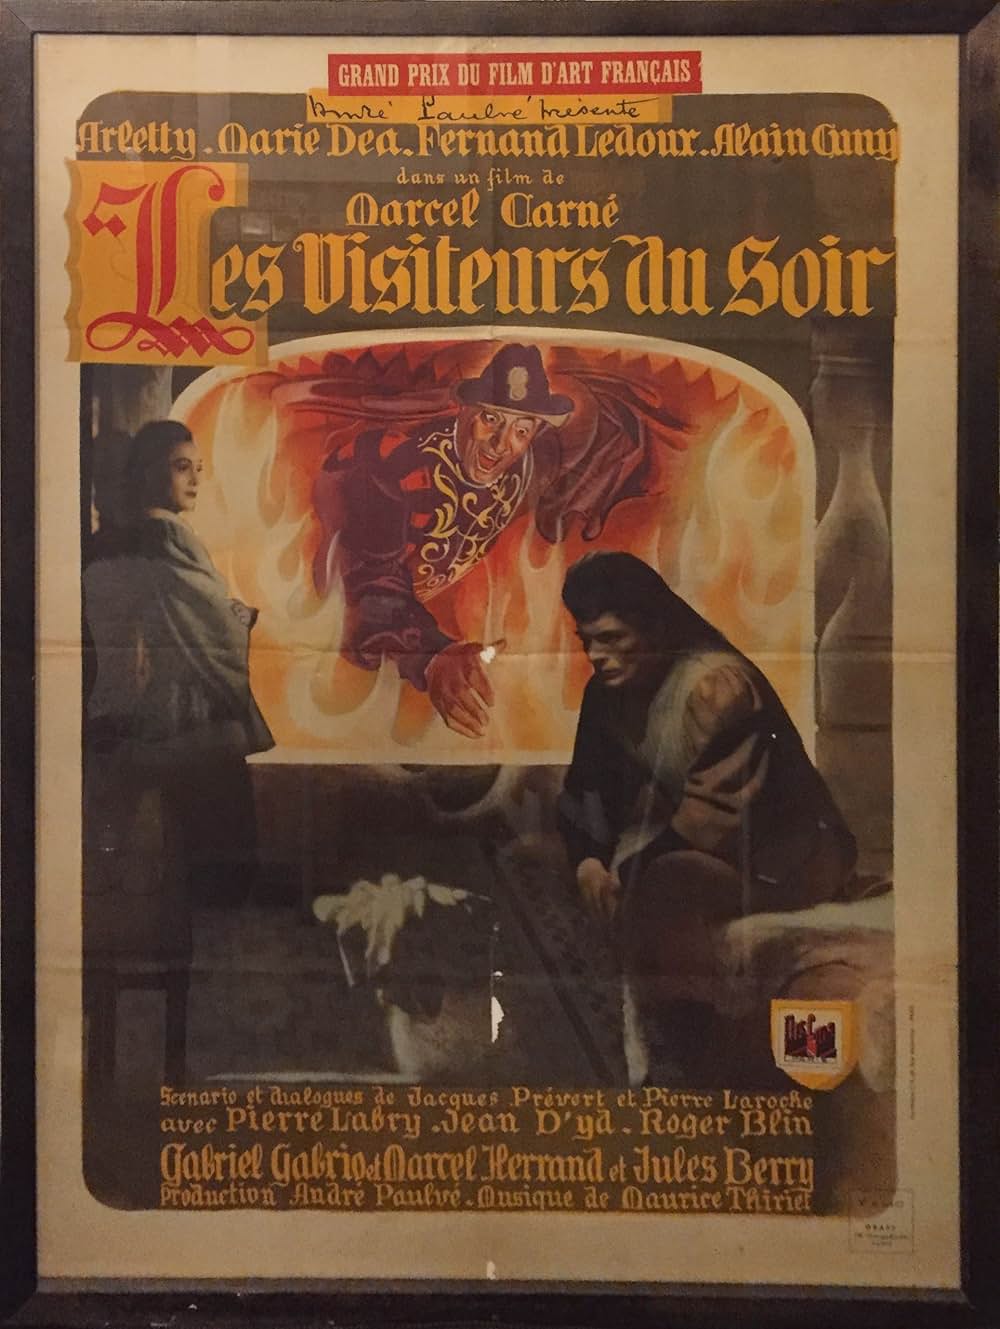 GRAND PRIX DU FILM D'ART FRANÇAIS
André Paulvé présente
Arletty . Marie Dea . Fernand Ledoux . Alain Cuny
dans un film de
Marcel Carné
Les Visiteurs du Soir
DisCina
Scenario et dialogues de Jacques Prévert et Pierre Laroche
avec Pierre Labry . Jean D'yd . Roger Blin
Gabriel Gabrio et Marcel Herrand et Jules Berry
Production André Paulvé . Musique de Maurice Thiriet